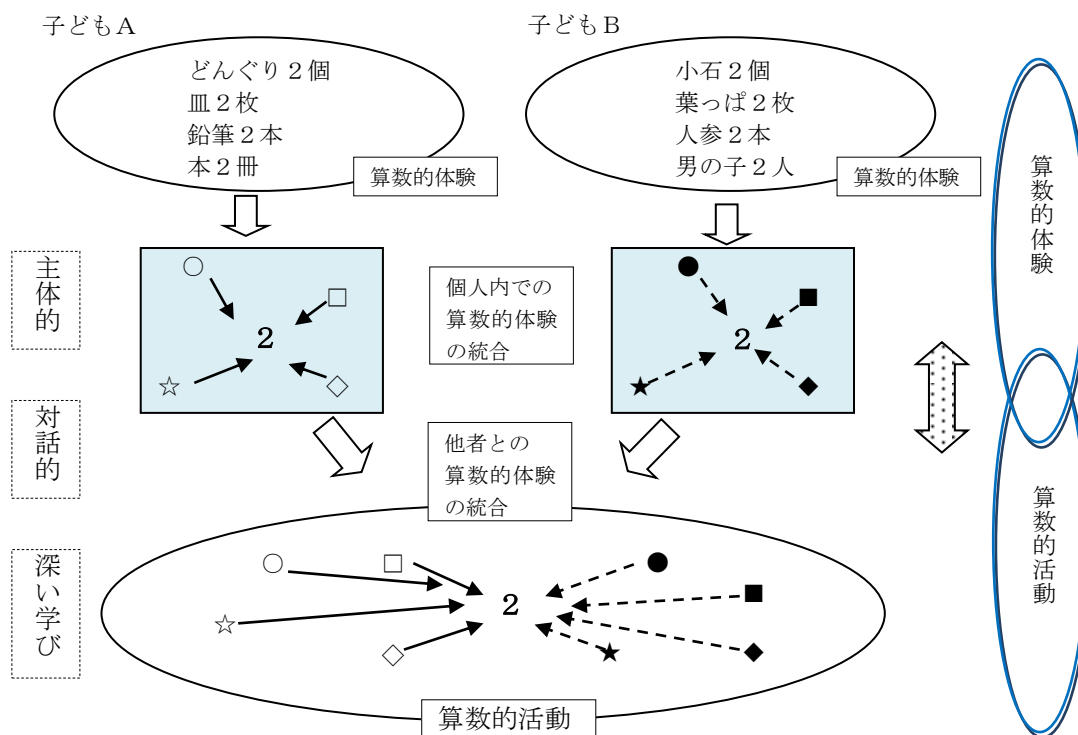 子どもA
どんぐり2個
皿2枚
鉛筆2本
本2冊
算数的体験
子どもB
小石2個
葉っぱ2枚
人参2本
男の子2人
算数的体験
算数的体験
主体的
2
個人内での
算数的体験
の統合
2
対話的
他者との
算数的体験
の統合
深い学び
2
算数的活動
算数的活動